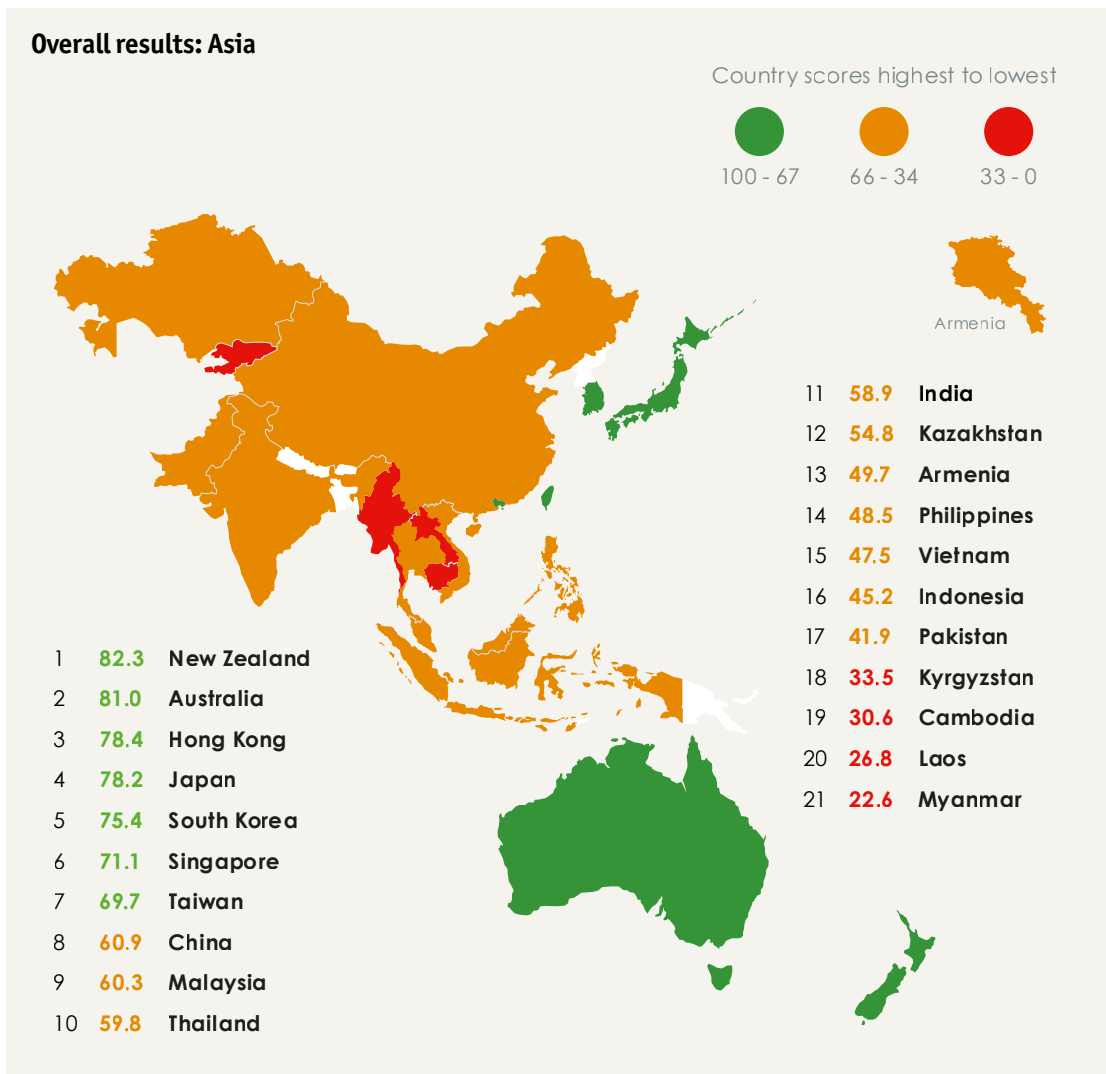 Overall results: Asia
Country scores highest to lowest
100 - 67 66 - 34 33 - 0
Armenia
1 82.3 New Zealand
2 81.0 Australia
3 78.4 Hong Kong
4 78.2 Japan
5 75.4 South Korea
6 71.1 Singapore
7 69.7 Taiwan
8 60.9 China
9 60.3 Malaysia
10 59.8 Thailand
11 58.9 India
12 54.8 Kazakhstan
13 49.7 Armenia
14 48.5 Philippines
15 47.5 Vietnam
16 45.2 Indonesia
17 41.9 Pakistan
18 33.5 Kyrgyzstan
19 30.6 Cambodia
20 26.8 Laos
21 22.6 Myanmar